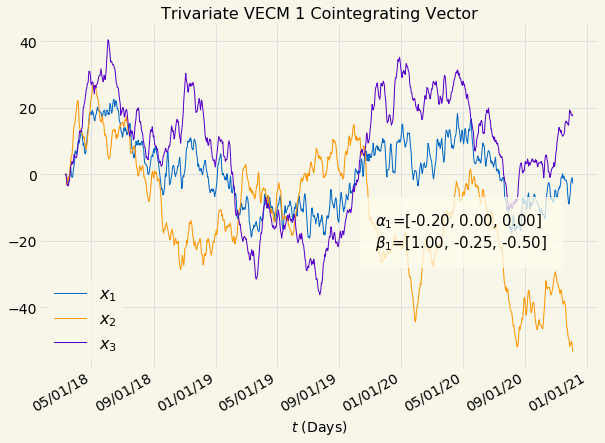 Trivariate VECM 1 Cointegrating Vector
40
20
0
−20
−40
α₁=[-0.20, 0.00, 0.00]
β₁=[1.00, -0.25, -0.50]
x₁
x₂
x₃
05/01/18
09/01/18
01/01/19
05/01/19
09/01/19
01/01/20
05/01/20
09/01/20
01/01/21
t (Days)